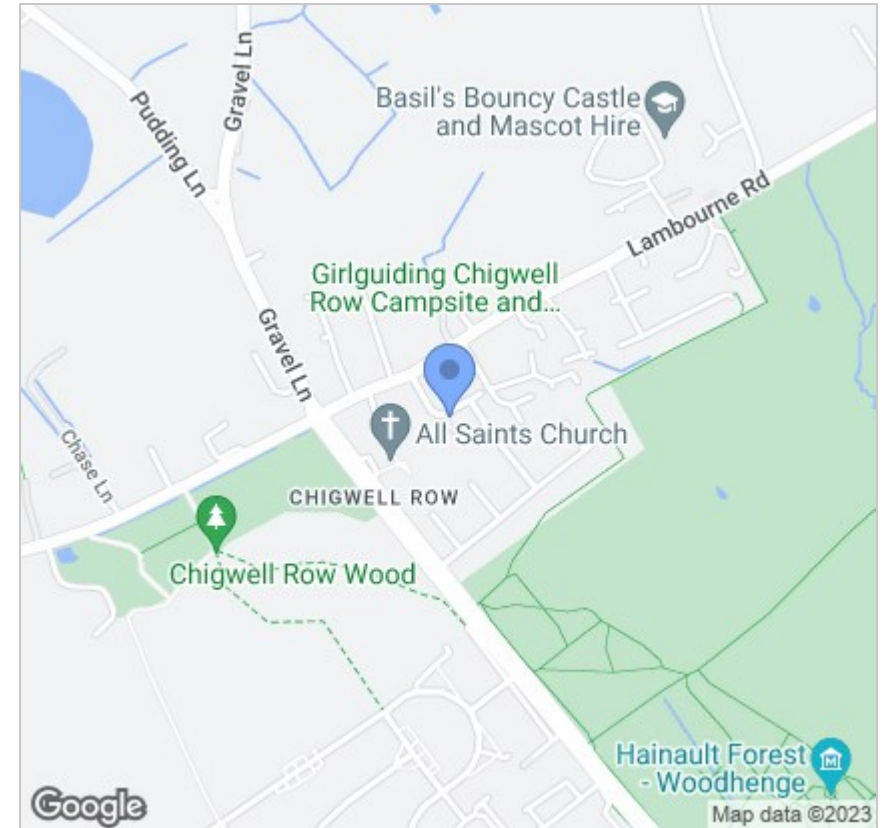 Pudding Ln
Gravel Ln
Basil's Bouncy Castle
and Mascot Hire
Lambourne Rd
Girlguiding Chigwell
Row Campsite and...
Gravel Ln
All Saints Church
Chase Ln
CHIGWELL ROW
Chigwell Row Wood
Hainault Forest
- Woodhenge
Google
Map data ©2023